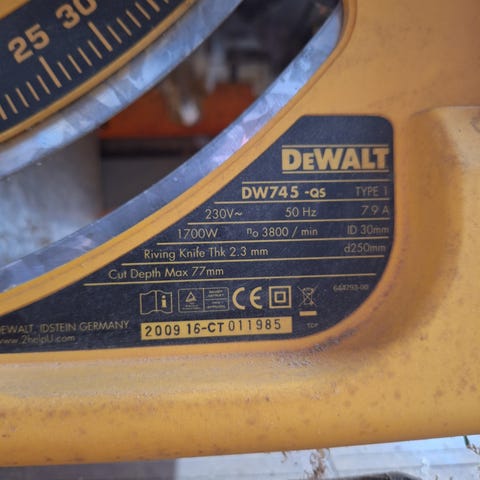 25 30
DEWALT
DW745 -QS TYPE 1
230V~ 50 Hz 7.9 A
1700W n₀ 3800 / min ID 30mm
Riving Knife Thk 2.3 mm d250mm
Cut Depth Max 77mm
644793-00
DEWALT, IDSTEIN GERMANY
www.2helpU.com
2009 16-CT 011985